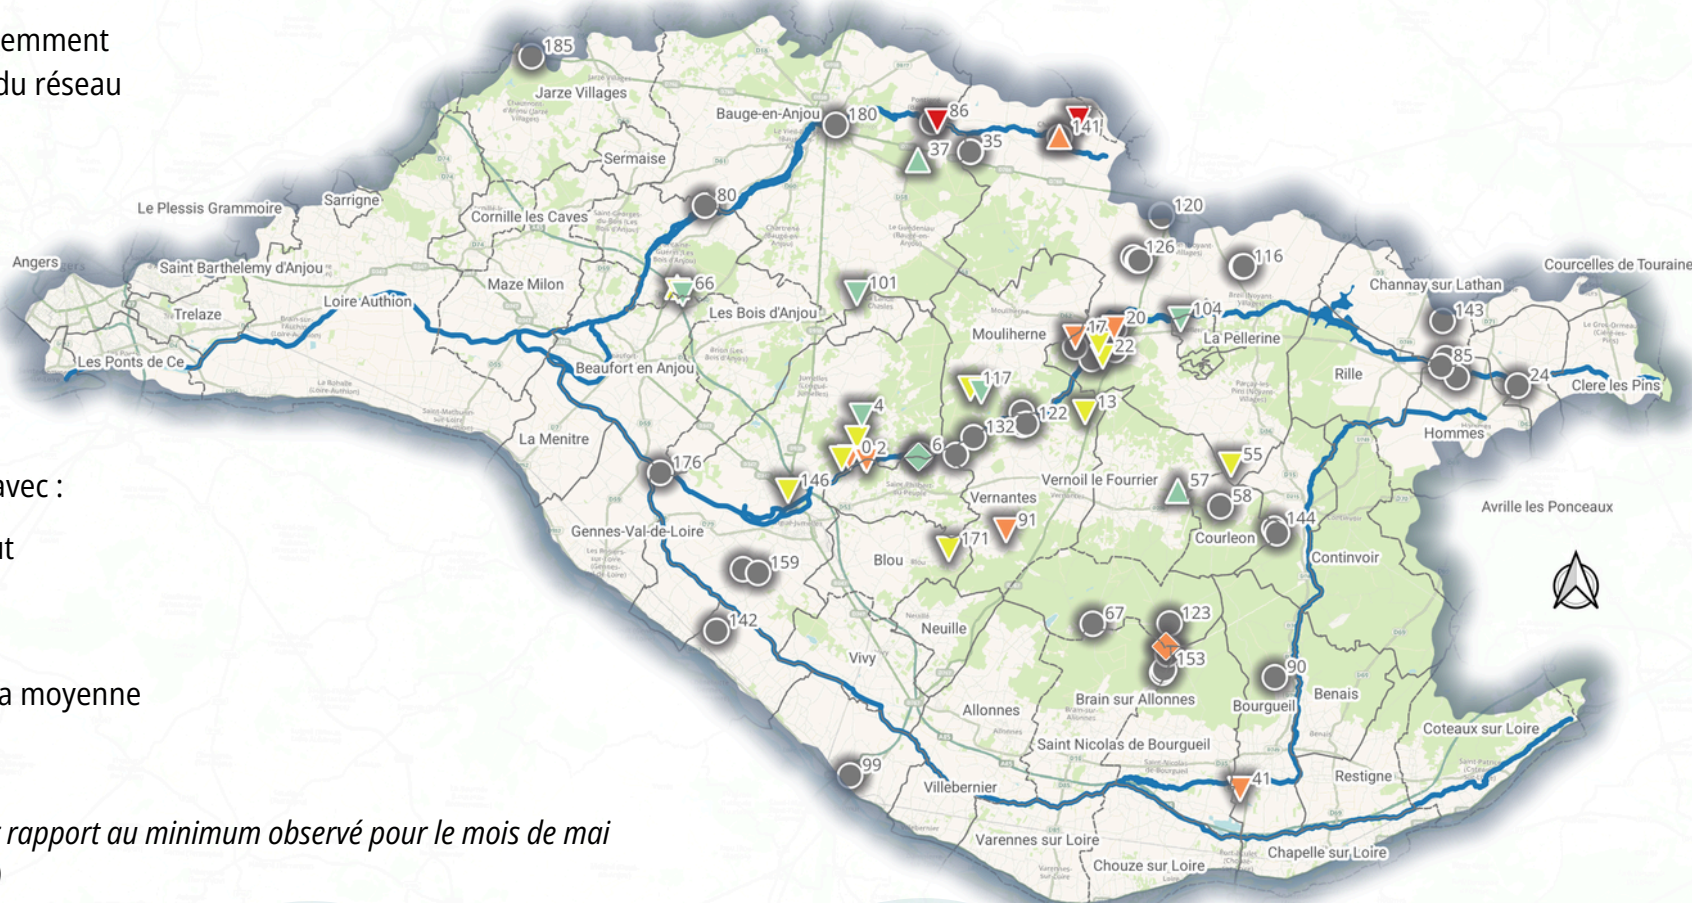 emment
du réseau
avec :
ut
a moyenne
r rapport au minimum observé pour le mois de mai
)
185
Jarze Villages
Bauge-en-Anjou
180
86
141
37
35
Sermaise
80
Sarrigne
Le Plessis Grammoire
Cornille les Caves
120
126
116
Angers
Saint Barthelemy d'Anjou
Courcelles de Touraine
Maze Milon
66
101
Channay sur Lathan
Loire Authion
Les Bois d'Anjou
104
143
Trelaze
Mouliherne
17
20
La Pellerine
22
85
Les Ponts de Ce
Beaufort en Anjou
117
Rille
24
Clere les Pins
4
122
13
132
Hommes
La Menitre
0
2
6
55
176
146
Vernoil le Fourrier
57
Vernantes
58
Avrille les Ponceaux
Gennes-Val-de-Loire
91
144
Courleon
171
Blou
Continvoir
159
67
123
142
Neuille
Vivy
153
90
Brain sur Allonnes
Benais
Bourgueil
Allonnes
Coteaux sur Loire
Saint Nicolas de Bourgueil
99
41
Restigne
Villebernier
Varennes sur Loire
Chapelle sur Loire
Chouze sur Loire